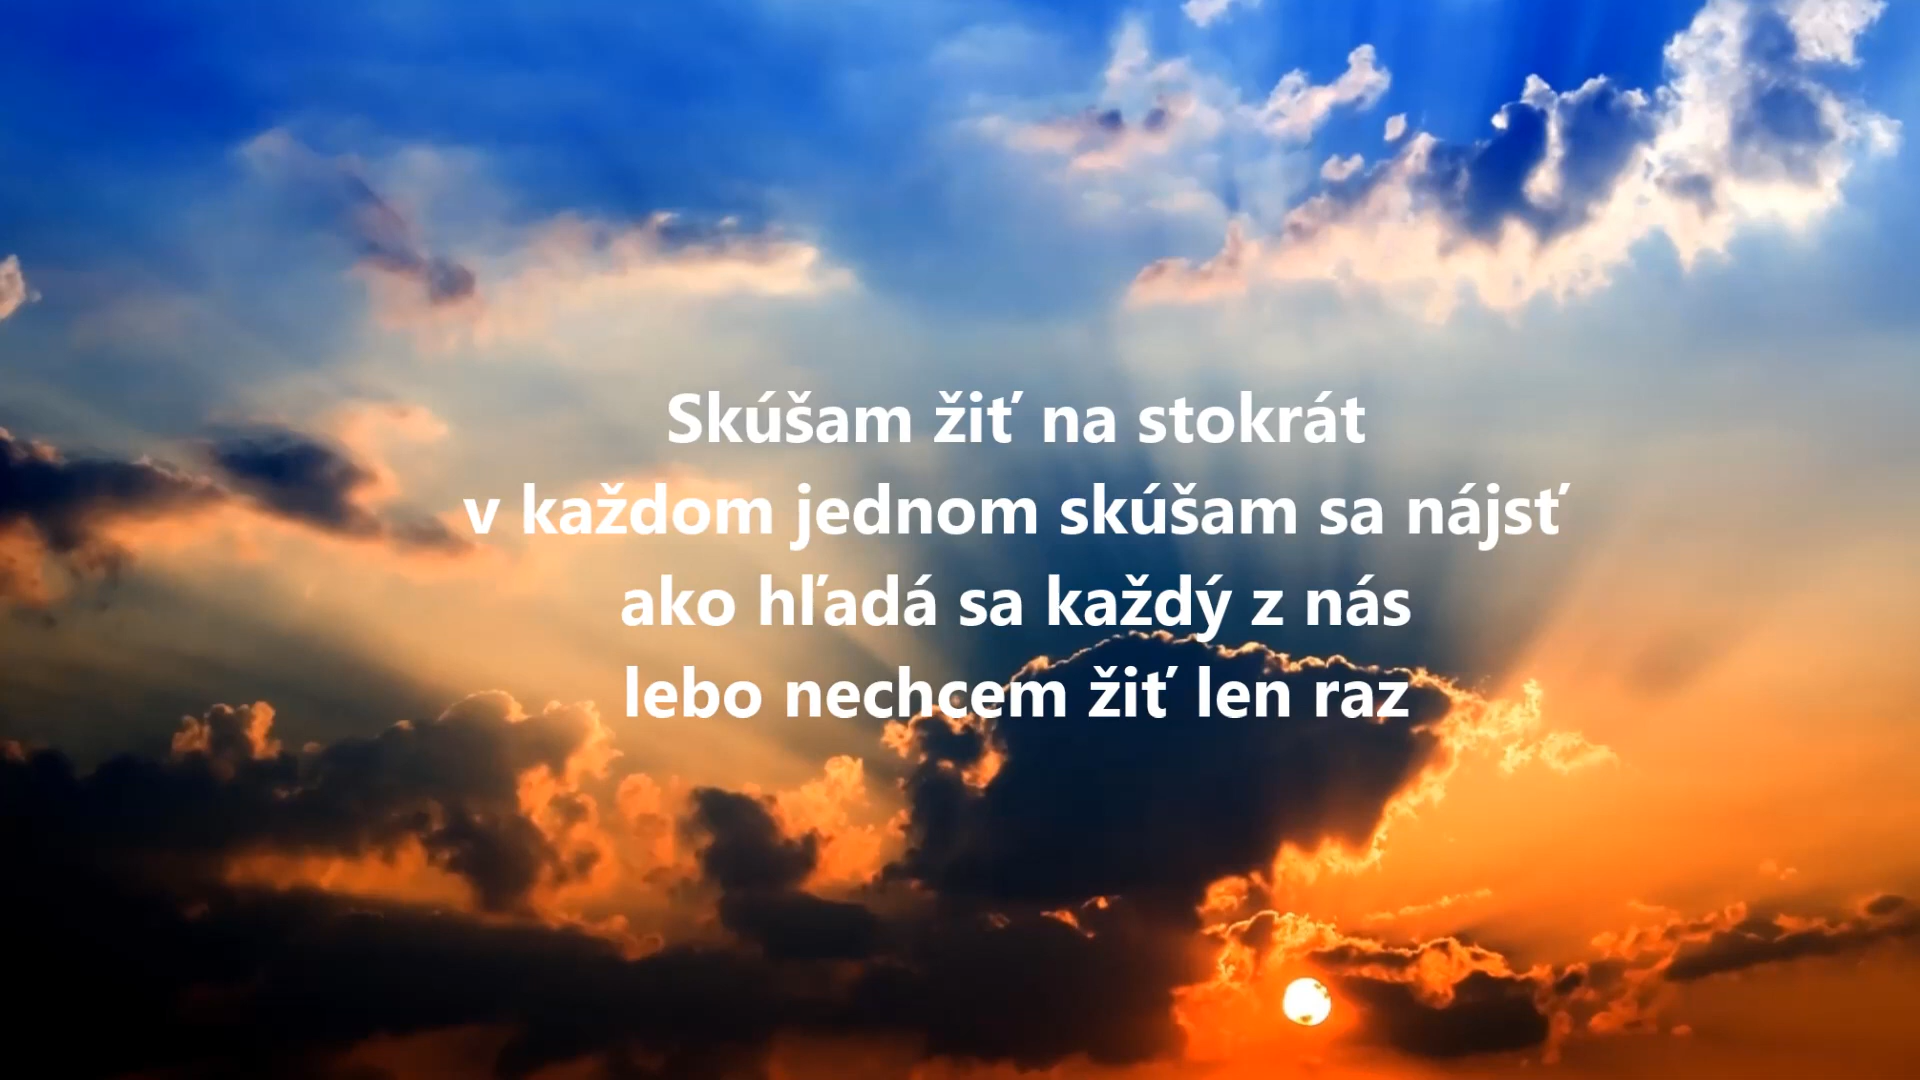 Skúšam žiť na stokrát
v každom jednom skúšam sa nájsť
ako hľadá sa každý z nás
lebo nechcem žiť len raz